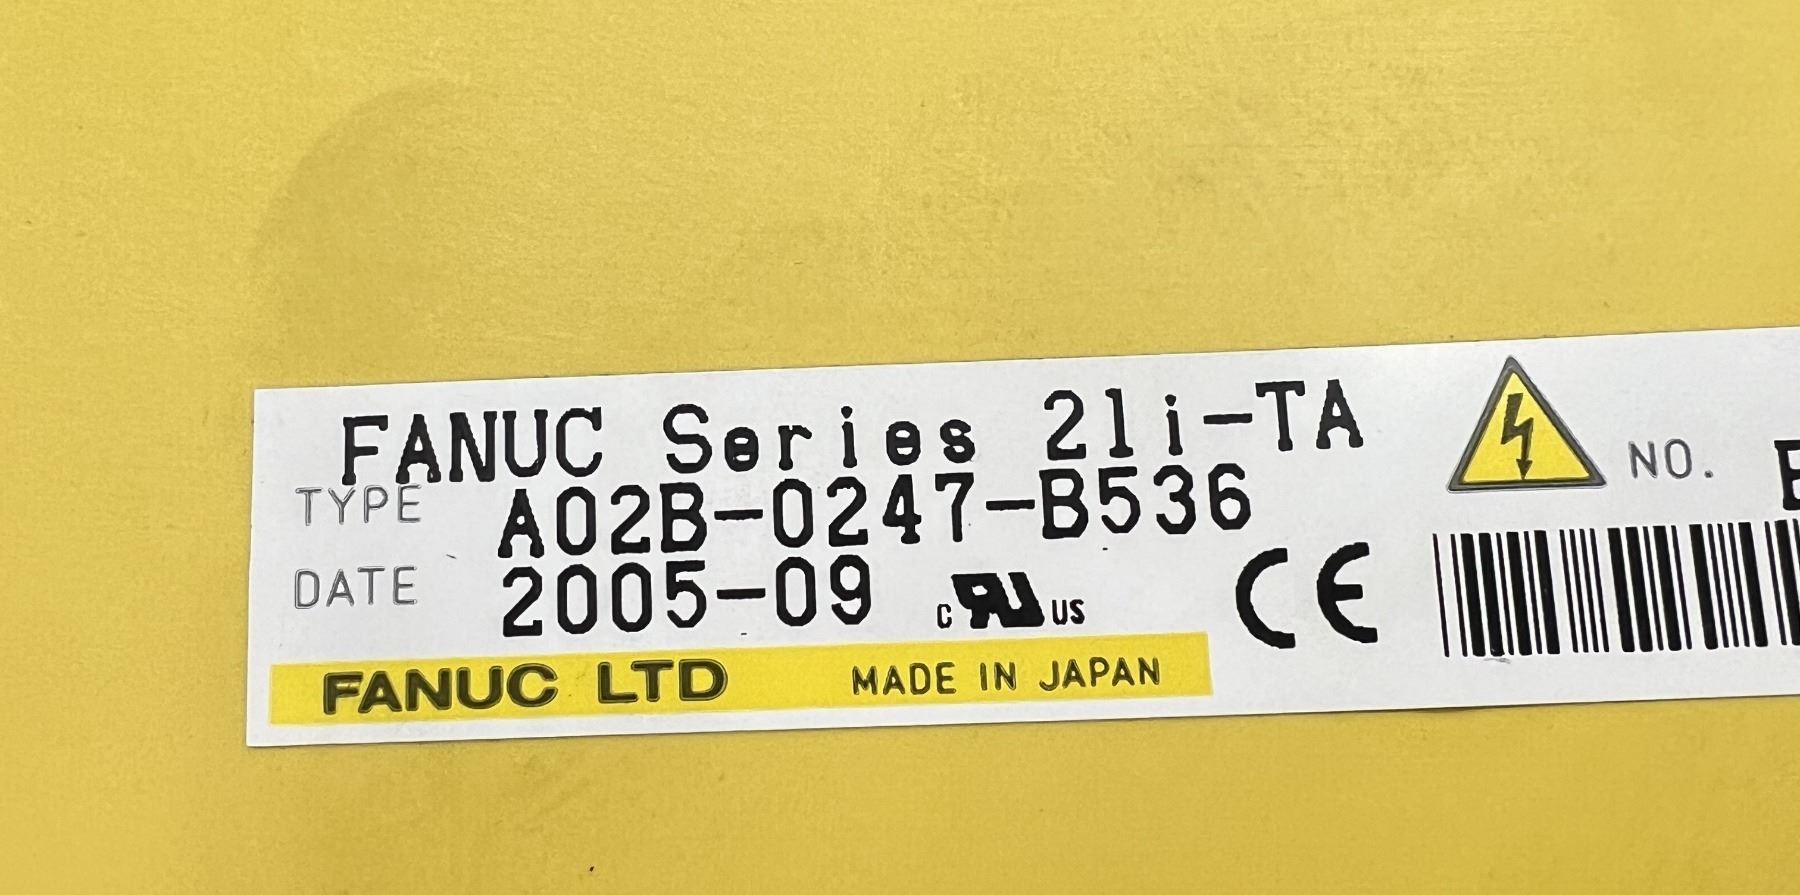 FANUC Series 21i-TA
NO.
TYPE A02B-0247-B536
DATE 2005-09 c RU US CE
FANUC LTD MADE IN JAPAN